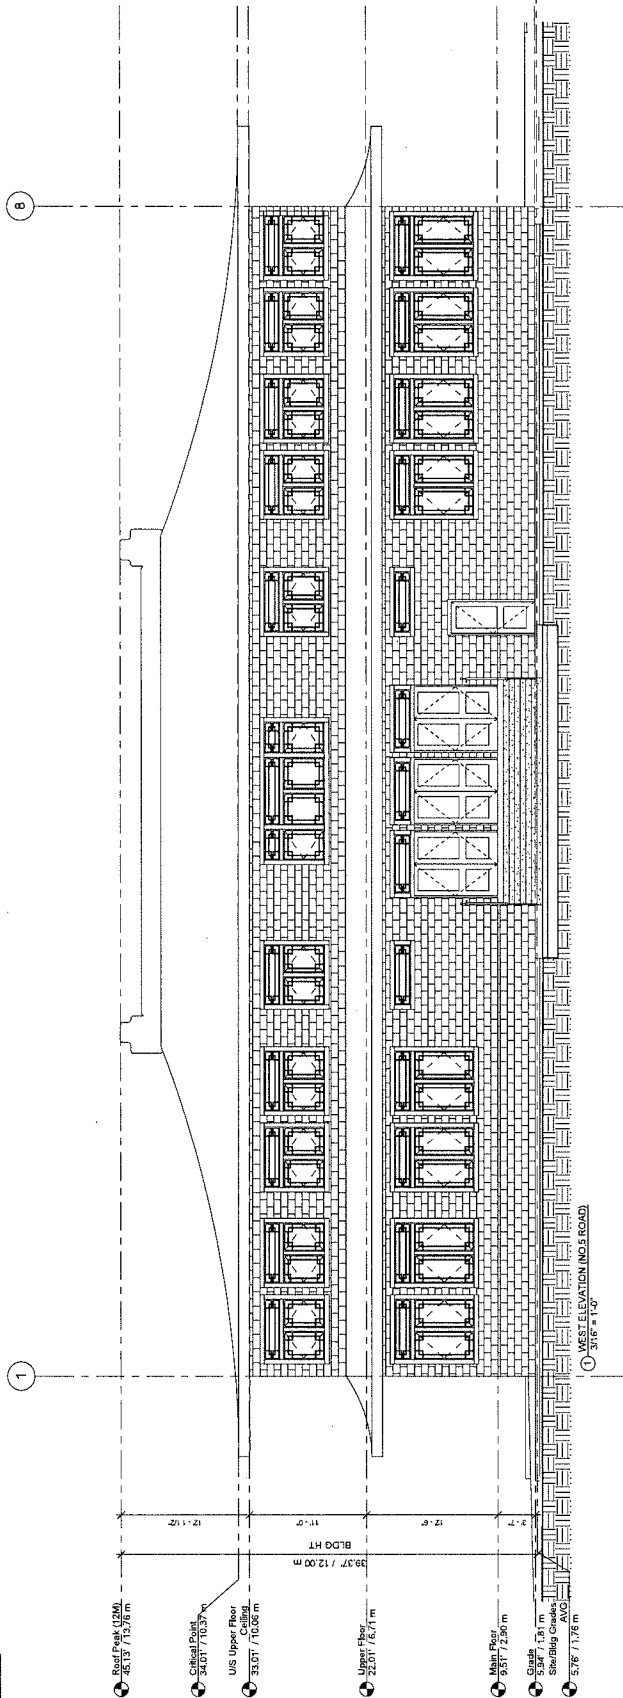 8
1
Roof Peak (12M)
45.13' / 13.76 m
Critical Point
34.01' / 10.37 m
U/S Upper Floor
Ceiling
33.01' / 10.06 m
Upper Floor
22.01' / 6.71 m
Main Floor
9.51' / 2.90 m
Grade
5.94' / 1.81 m
Site/Bldg Grades
AVG
5.76' / 1.76 m
12' - 1 1/2"
11' - 0"
12' - 6"
3' - 7"
BLDG HT
39.37' / 12.00 m
1
WEST ELEVATION (NO.5 ROAD)
3/16" = 1'-0"